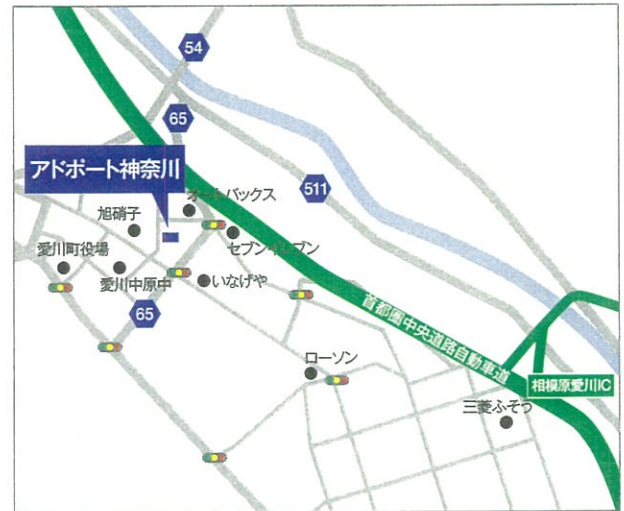 54
65
アドポート神奈川
オートバックス
511
旭硝子
セブンイレブン
愛川町役場
愛川中原中
いなげや
65
首都圏中央道路自動車道
ローソン
相模原愛川IC
三菱ふそう